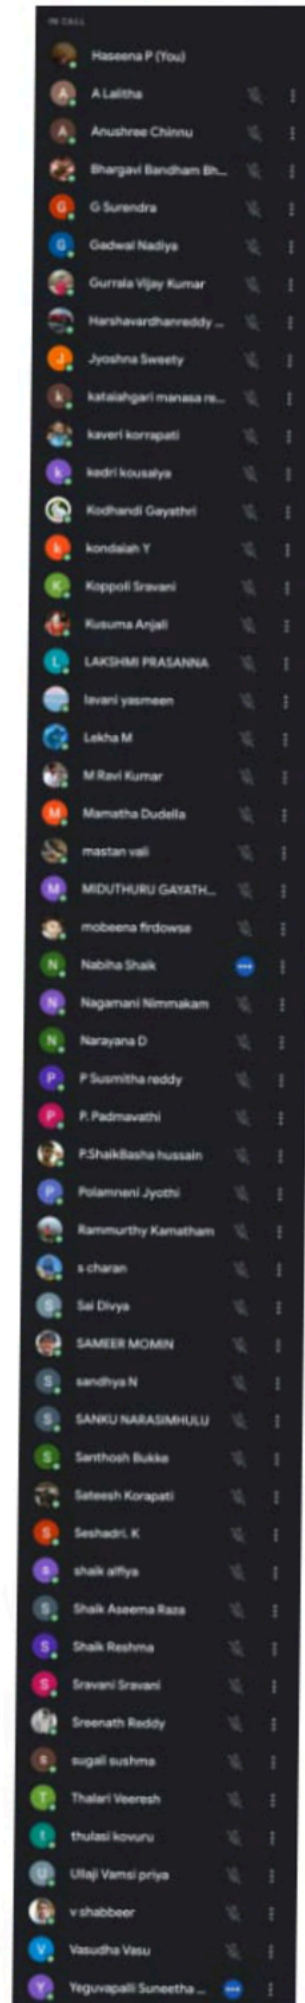 IN CALL
Haseena P (You)
A Lalitha
Anushree Chinnu
Bhargavi Bandham Bh...
G Surendra
Gadwal Nadiya
Gurrala Vijay Kumar
Harshavardhanreddy ...
Jyoshna Sweety
kataiahgari manasa re...
kaveri korrapati
kedri kousalya
Kodhandi Gayathri
kondaiah Y
Koppoli Sravani
Kusuma Anjali
LAKSHMI PRASANNA
lavani yasmeen
Lekha M
M Ravi Kumar
Mamatha Dudella
mastan vali
MIDUTHURU GAYATH...
mobeena firdowse
Nabiha Shaik
Nagamani Nimmakam
Narayana D
P Susmitha reddy
P. Padmavathi
P.ShaikBasha hussain
Polamneni Jyothi
Rammurthy Kamatham
s charan
Sai Divya
SAMEER MOMIN
sandhya N
SANKU NARASIMHULU
Santhosh Bukke
Sateesh Korapati
Seshadri. K
shaik alfiya
Shaik Aseema Raza
Shaik Reshma
Sravani Sravani
Sreenath Reddy
sugali sushma
Thalari Veeresh
thulasi kovuru
Ullaji Vamsi priya
v shabbeer
Vasudha Vasu
Yeguvapalli Suneetha ...